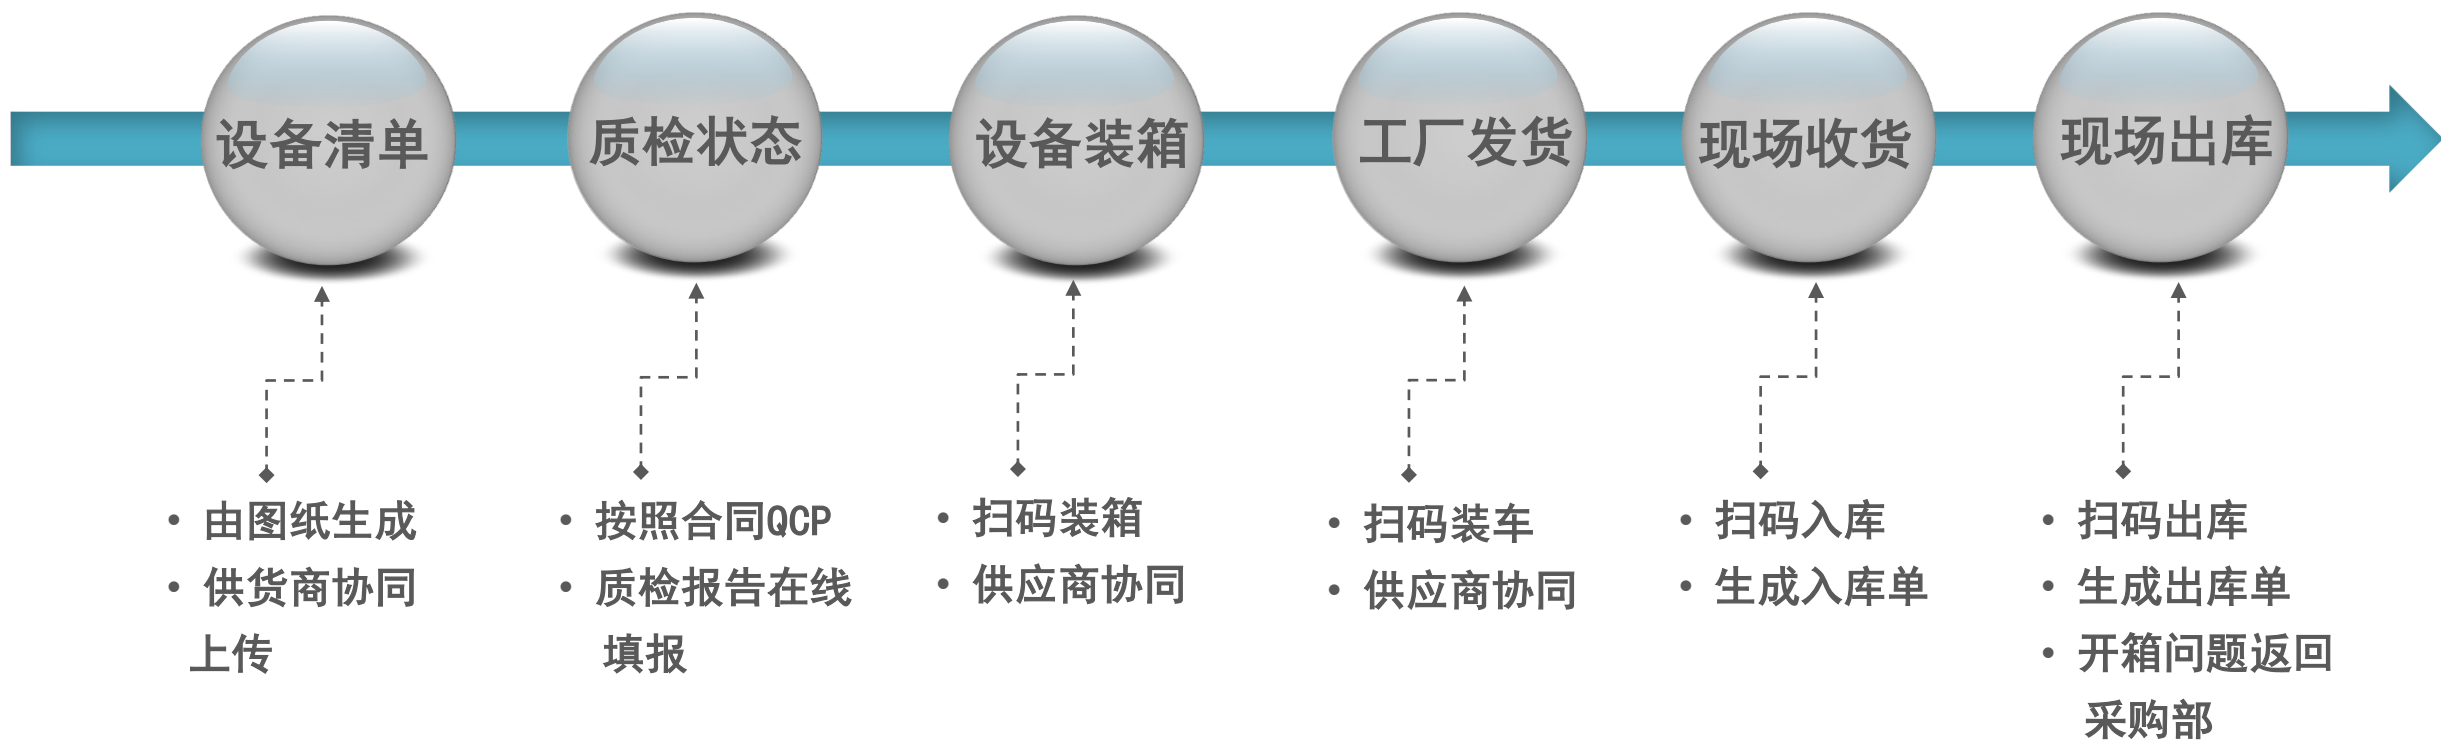 设备清单
质检状态
设备装箱
工厂发货
现场收货
现场出库
• 由图纸生成
• 供货商协同
上传
• 按照合同QCP
• 质检报告在线
填报
• 扫码装箱
• 供应商协同
• 扫码装车
• 供应商协同
• 扫码入库
• 生成入库单
• 扫码出库
• 生成出库单
• 开箱问题返回
采购部